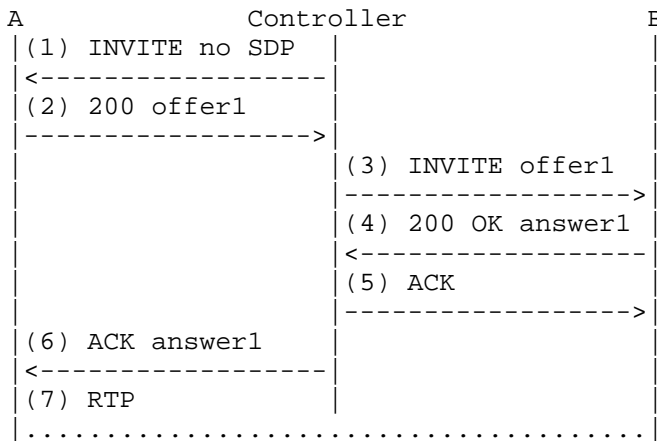 A Controller B
(1) INVITE no SDP
(2) 200 offer1
(3) INVITE offer1
(4) 200 OK answer1
(5) ACK
(6) ACK answer1
(7) RTP